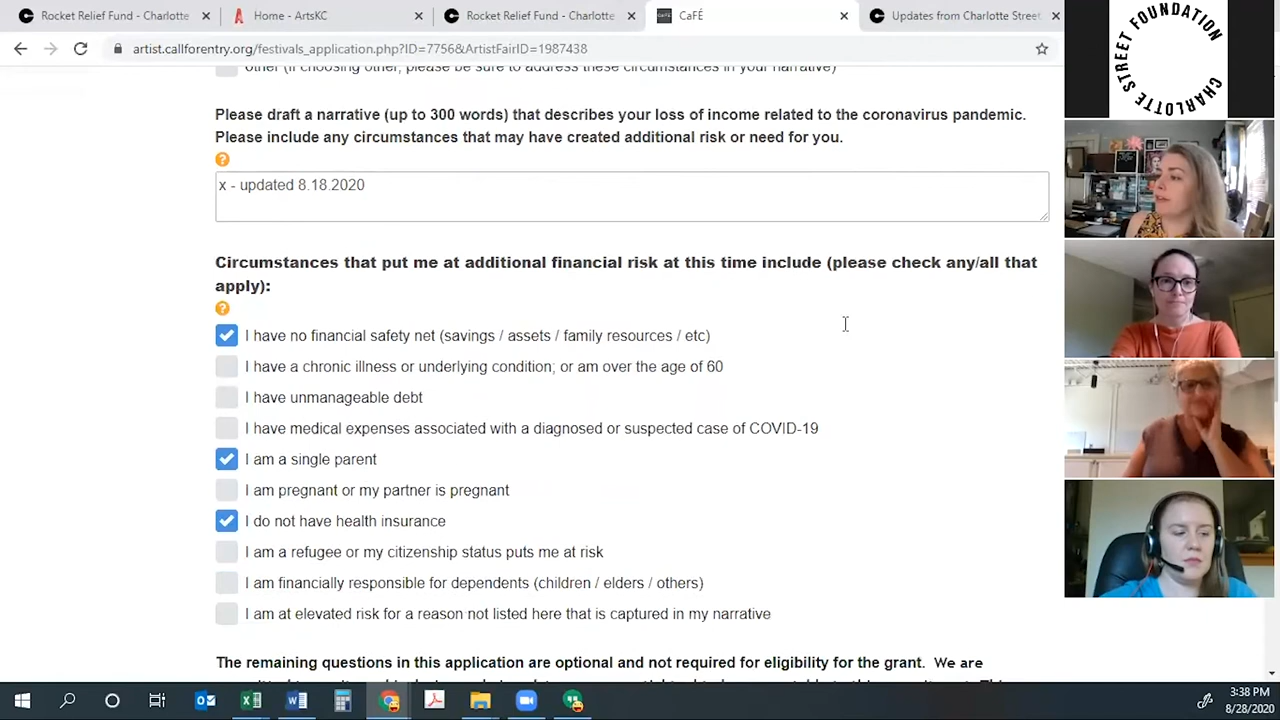 Rocket Relief Fund - Charlotte
Home - ArtsKC
Rocket Relief Fund - Charlotte
CaFÉ
Updates from Charlotte Street
artist.callforentry.org/festivals_application.php?ID=7756&ArtistFairID=1987438
CHARLOTTE STREET FOUNDATION
other (if choosing other, please be sure to address these circumstances in your narrative)
Please draft a narrative (up to 300 words) that describes your loss of income related to the coronavirus pandemic.
Please include any circumstances that may have created additional risk or need for you.
x - updated 8.18.2020
Circumstances that put me at additional financial risk at this time include (please check any/all that
apply):
I have no financial safety net (savings / assets / family resources / etc)
I have a chronic illness, underlying condition, or am over the age of 60
I have unmanageable debt
I have medical expenses associated with a diagnosed or suspected case of COVID-19
I am a single parent
I am pregnant or my partner is pregnant
I do not have health insurance
I am a refugee or my citizenship status puts me at risk
I am financially responsible for dependents (children / elders / others)
I am at elevated risk for a reason not listed here that is captured in my narrative
The remaining questions in this application are optional and not required for eligibility for the grant. We are
3:38 PM
8/28/2020